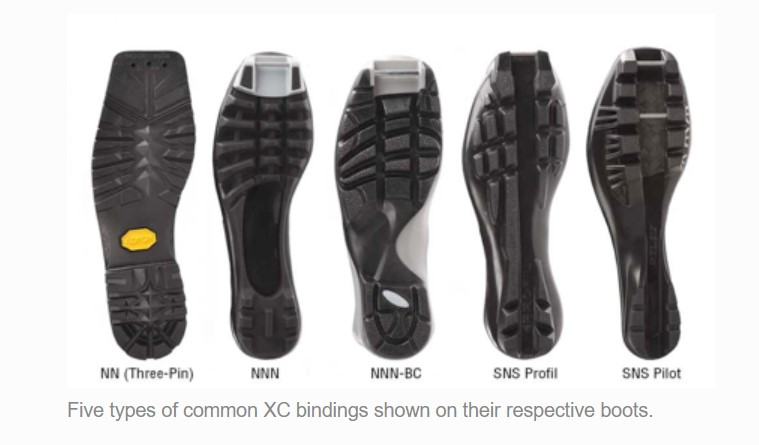 NN (Three-Pin) NNN NNN-BC SNS Profil SNS Pilot
Five types of common XC bindings shown on their respective boots.